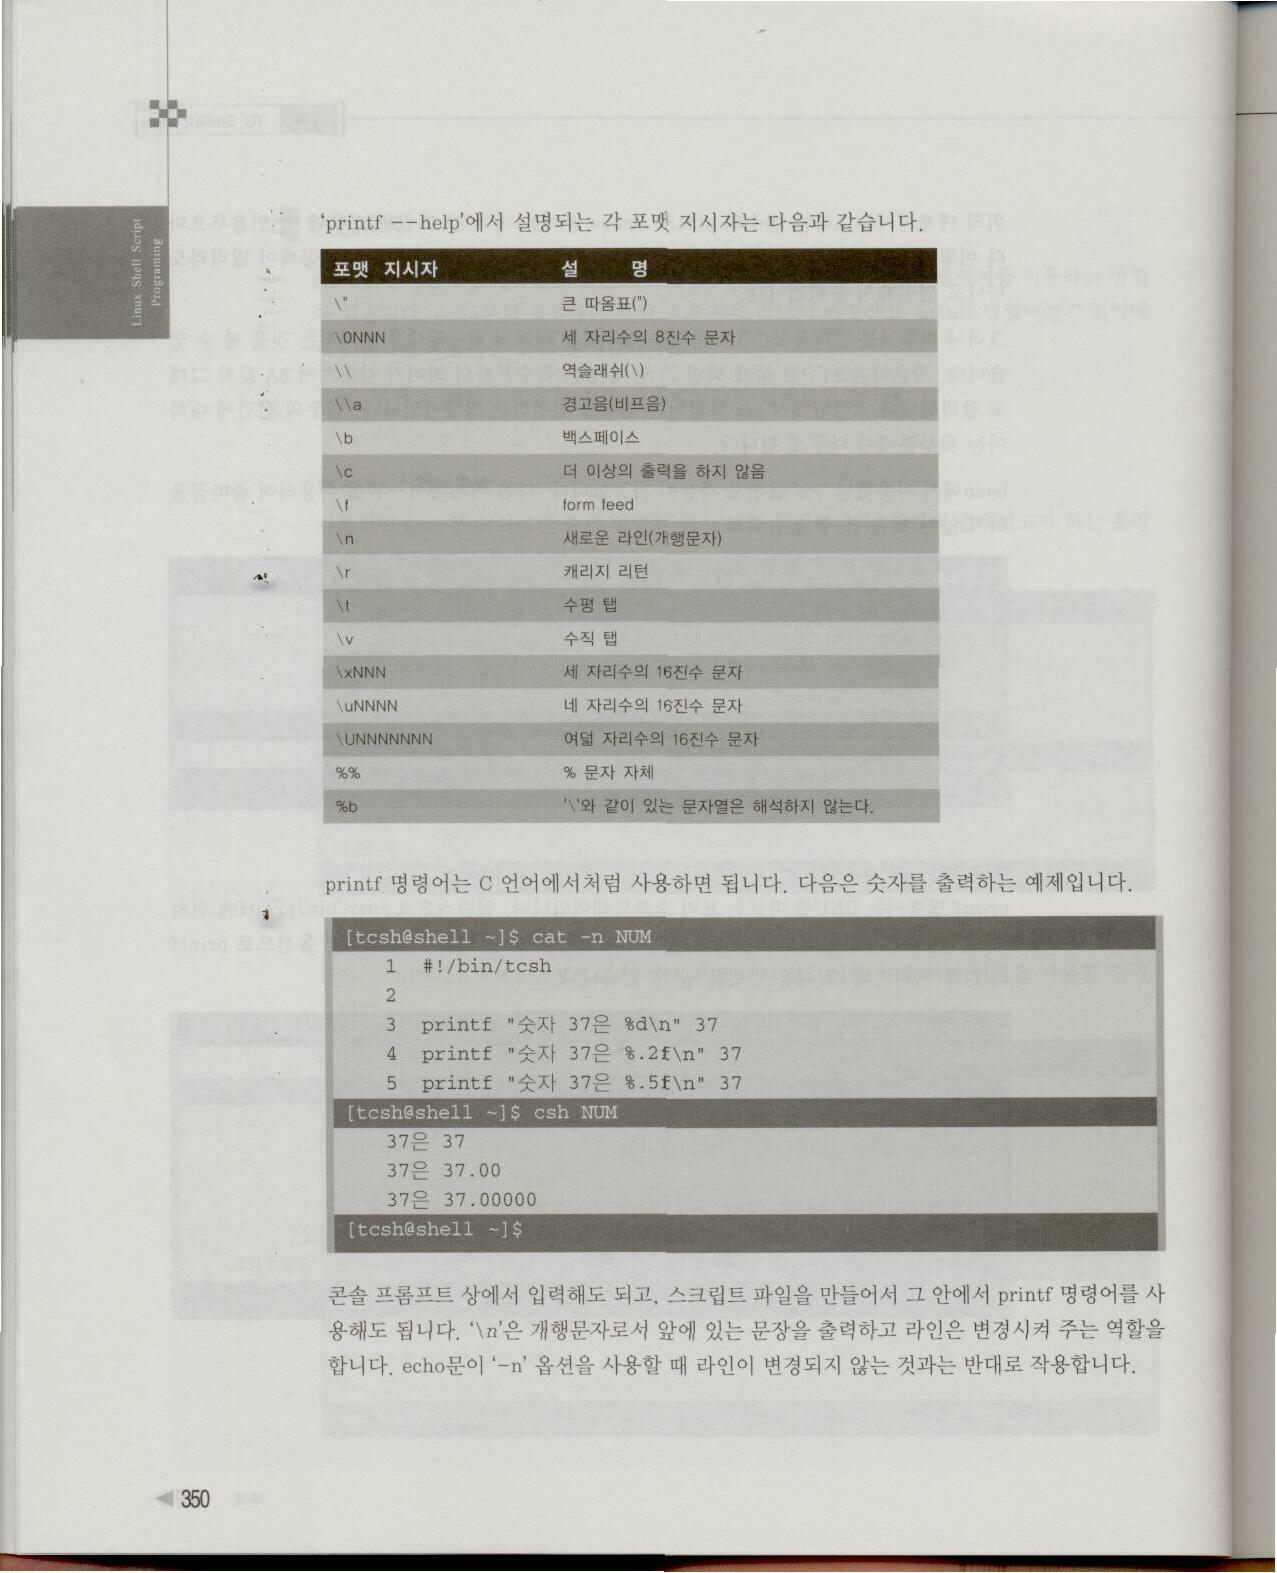 Linux Shell Script
Programing
'printf --help'에서 설명되는 각 포맷 지시자는 다음과 같습니다.
포맷 지시자 설 명
\" 큰 따옴표(")
\0NNN 세 자리수의 8진수 문자
\\ 역슬래쉬(\)
\\a 경고음(비프음)
\b 백스페이스
\c 더 이상의 출력을 하지 않음
\f form feed
\n 새로운 라인(개행문자)
\r 캐리지 리턴
\t 수평 탭
\v 수직 탭
\xNNN 세 자리수의 16진수 문자
\uNNNN 네 자리수의 16진수 문자
\UNNNNNNN 여덟 자리수의 16진수 문자
%% % 문자 자체
%b '\'와 같이 있는 문자열은 해석하지 않는다.
printf 명령어는 C 언어에서처럼 사용하면 됩니다. 다음은 숫자를 출력하는 예제입니다.
[tcsh@shell ~]$ cat -n NUM
1 #!/bin/tcsh
2
3 printf "숫자 37은 %d\n" 37
4 printf "숫자 37은 %.2f\n" 37
5 printf "숫자 37은 %.5f\n" 37
[tcsh@shell ~]$ csh NUM
37은 37
37은 37.00
37은 37.00000
[tcsh@shell ~]$
콘솔 프롬프트 상에서 입력해도 되고, 스크립트 파일을 만들어서 그 안에서 printf 명령어를 사
용해도 됩니다. '\n'은 개행문자로서 앞에 있는 문장을 출력하고 라인은 변경시켜 주는 역할을
합니다. echo문이 '-n' 옵션을 사용할 때 라인이 변경되지 않는 것과는 반대로 작용합니다.
350